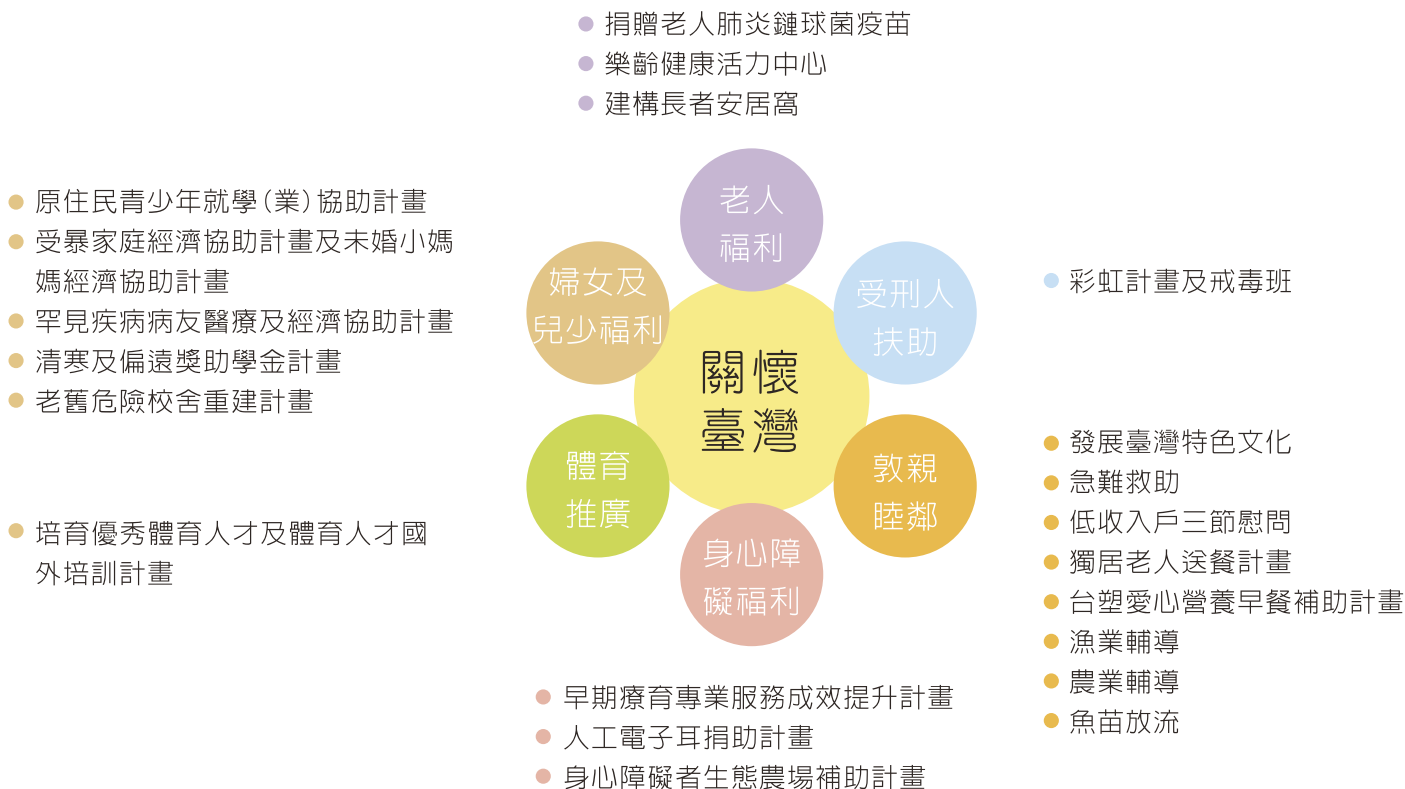 捐贈老人肺炎鏈球菌疫苗
樂齡健康活力中心
建構長者安居窩
老人
福利
原住民青少年就學(業)協助計畫
受暴家庭經濟協助計畫及未婚小媽
媽經濟協助計畫
罕見疾病病友醫療及經濟協助計畫
清寒及偏遠獎助學金計畫
老舊危險校舍重建計畫
婦女及
兒少福利
受刑人
扶助
彩虹計畫及戒毒班
關懷
臺灣
體育
推廣
培育優秀體育人才及體育人才國
外培訓計畫
敦親
睦鄰
發展臺灣特色文化
急難救助
低收入戶三節慰問
獨居老人送餐計畫
台塑愛心營養早餐補助計畫
漁業輔導
農業輔導
魚苗放流
身心障
礙福利
早期療育專業服務成效提升計畫
人工電子耳捐助計畫
身心障礙者生態農場補助計畫